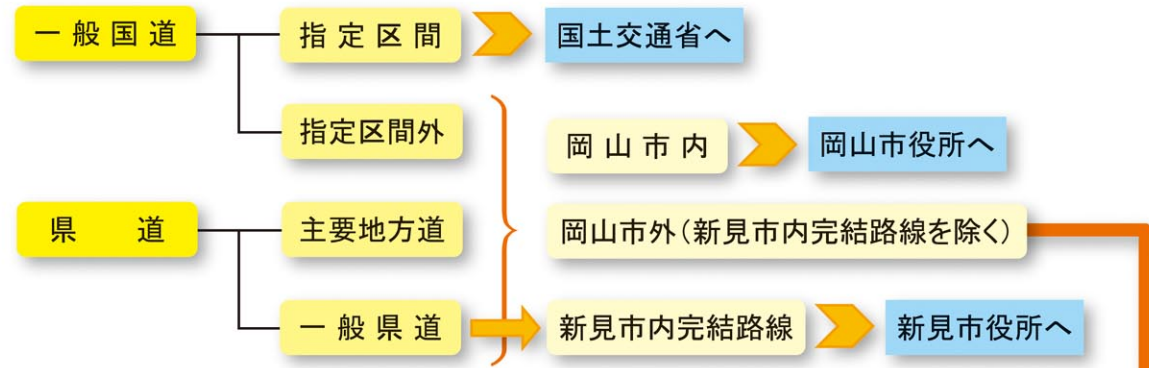 一般国道
指定区間
国土交通省へ
指定区間外
岡山市内
岡山市役所へ
県道
主要地方道
岡山市外(新見市内完結路線を除く)
一般県道
新見市内完結路線
新見市役所へ